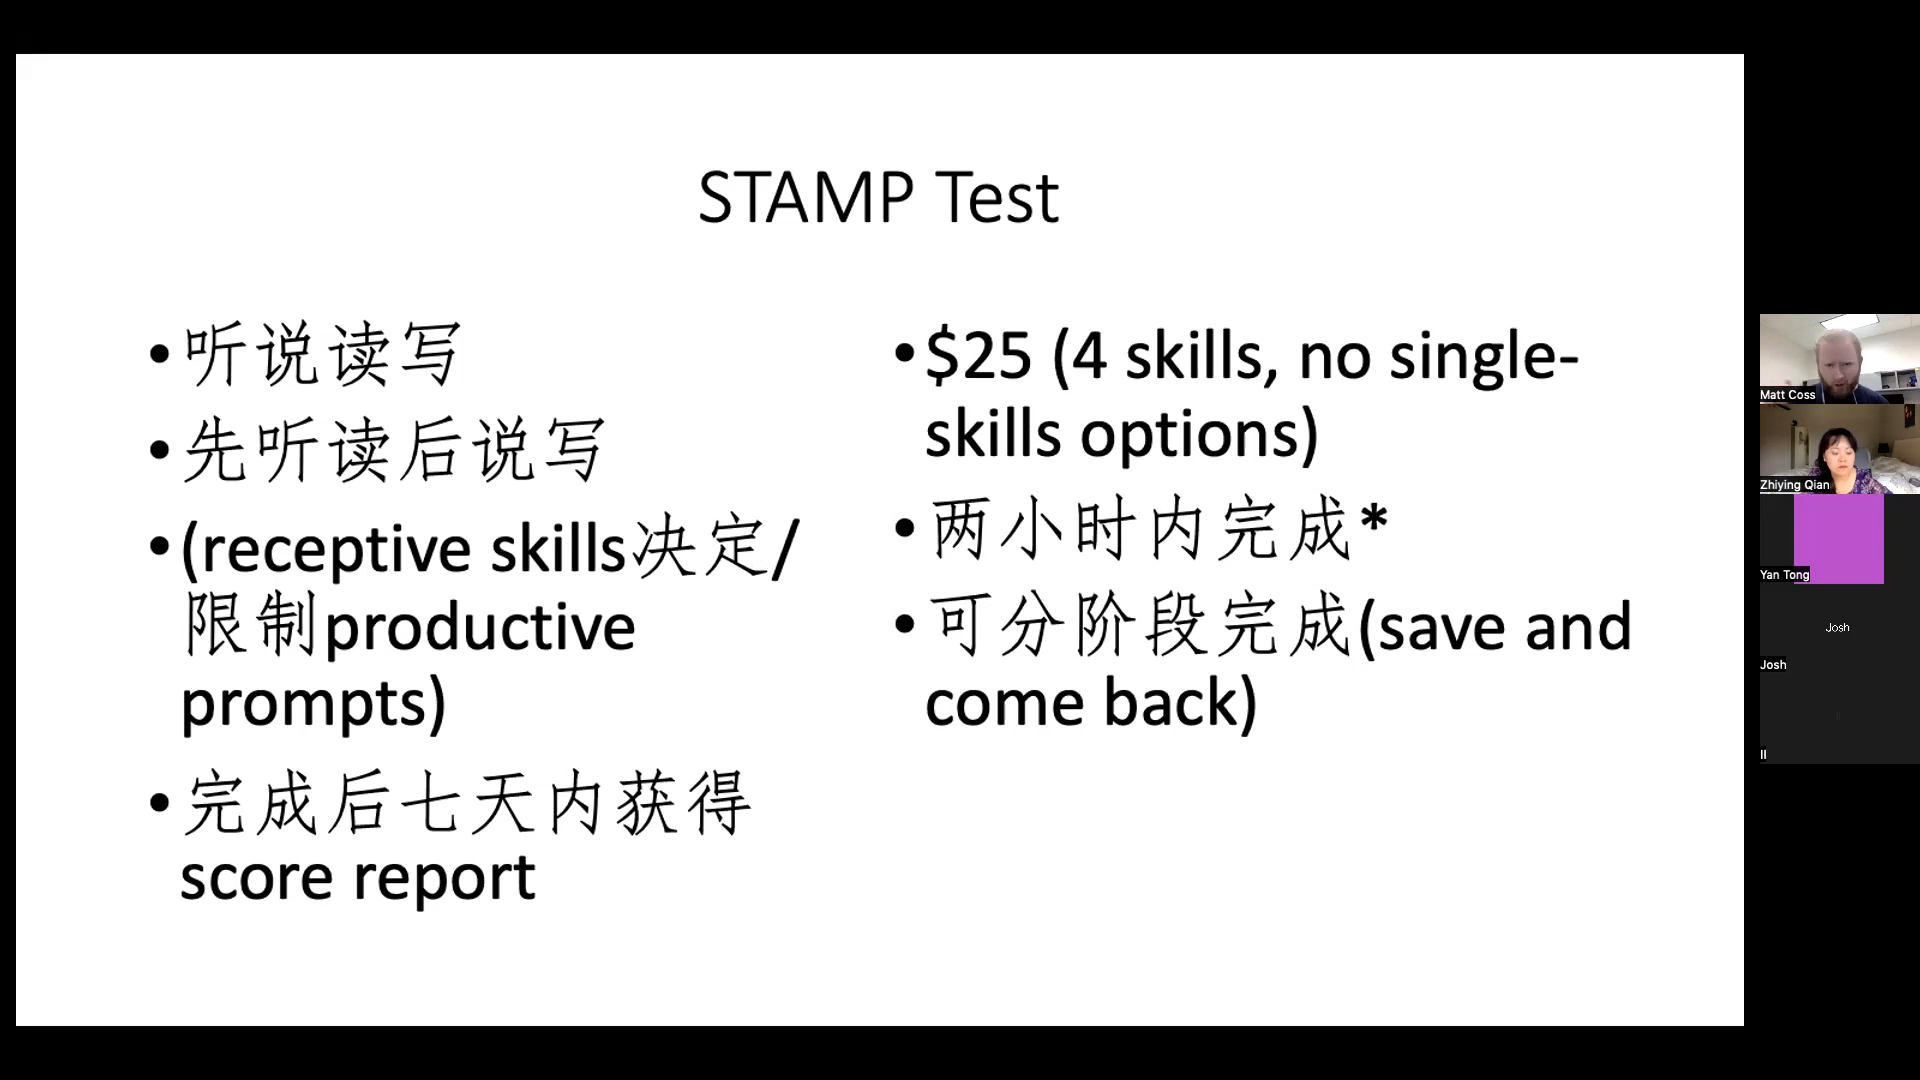 STAMP Test
•听说读写
•先听读后说写
•(receptive skills决定/
限制productive
prompts)
•完成后七天内获得
score report
•$25 (4 skills, no single-
skills options)
•两小时内完成*
•可分阶段完成(save and
come back)
Matt Coss
Zhiying Qian
Yan Tong
Josh
Josh